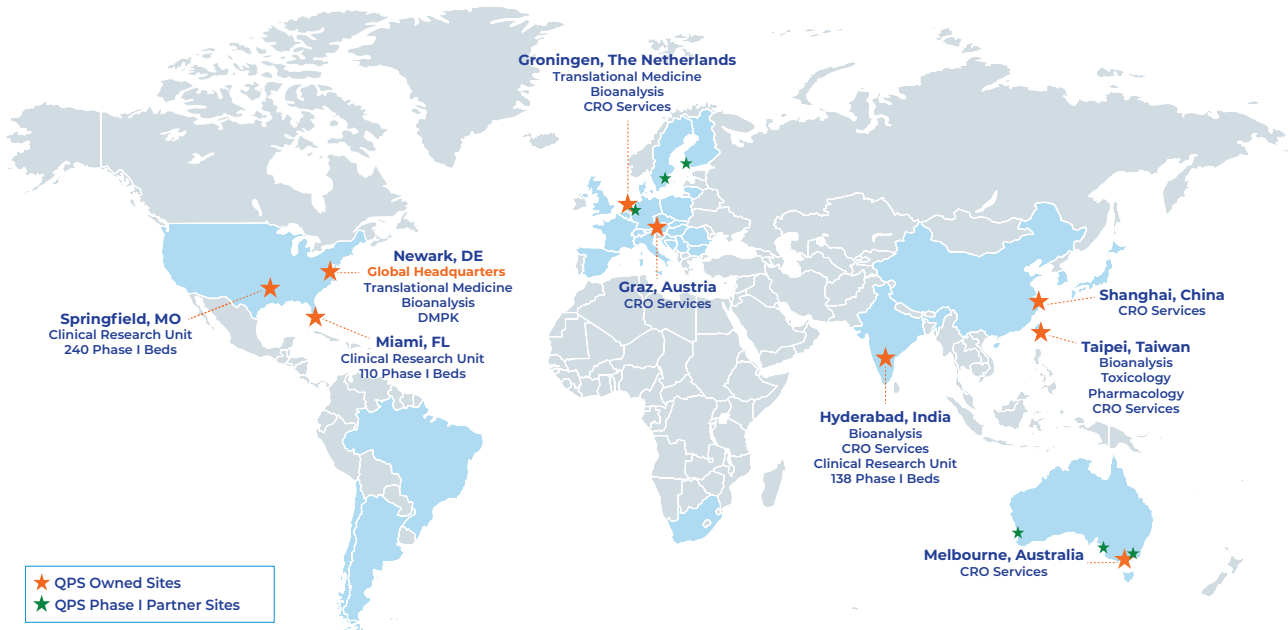 Groningen, The Netherlands
Translational Medicine
Bioanalysis
CRO Services
Newark, DE
Global Headquarters
Translational Medicine
Bioanalysis
DMPK
Springfield, MO
Clinical Research Unit
240 Phase I Beds
Miami, FL
Clinical Research Unit
110 Phase I Beds
Graz, Austria
CRO Services
Shanghai, China
CRO Services
Taipei, Taiwan
Bioanalysis
Toxicology
Pharmacology
CRO Services
Hyderabad, India
Bioanalysis
CRO Services
Clinical Research Unit
138 Phase I Beds
Melbourne, Australia
CRO Services
QPS Owned Sites
QPS Phase I Partner Sites